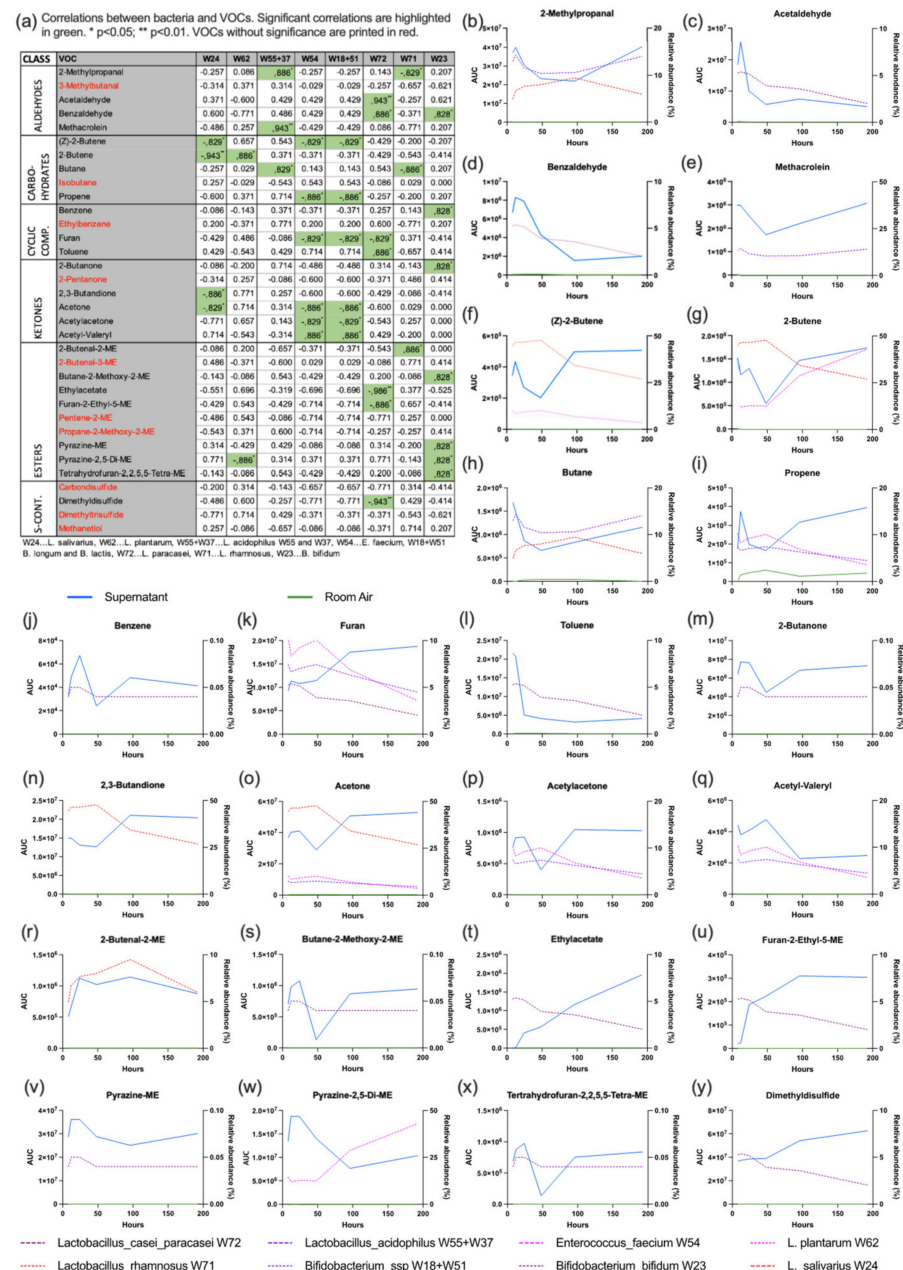 (a) Correlations between bacteria and VOCs. Significant correlations are highlighted
in green. * p<0.05; ** p<0.01. VOCs without significance are printed in red.
CLASS VOC W24 W62 W55+37 W54 W18+51 W72 W71 W23
ALDEHYDES
2-Methylpropanal -0.257 0.086 ,886* -0.257 -0.257 0.143 -,829* 0.207
3-Methylbutanal -0.314 0.371 0.314 -0.029 -0.029 -0.257 -0.657 -0.621
Acetaldehyde 0.371 -0.600 0.429 0.429 0.429 ,943** -0.257 0.621
Benzaldehyde 0.600 -0.771 0.486 0.429 0.429 ,886* -0.371 ,828*
Methacrolein -0.486 0.257 ,943** -0.429 -0.429 0.086 -0.771 0.207
CARBO-HYDRATES
(Z)-2-Butene -,829* 0.657 0.543 -,829* -,829* -0.429 -0.200 -0.207
2-Butene -,943** ,886* 0.371 -0.371 -0.371 -0.429 -0.543 -0.414
Butane -0.257 0.029 ,829* 0.143 0.143 0.543 -,886* 0.207
Isobutane 0.257 -0.029 -0.543 0.543 0.543 -0.086 0.029 0.000
Propene -0.600 0.371 0.714 -,886* -,886* -0.257 -0.200 0.207
CYCLIC COMP.
Benzene -0.086 -0.143 0.371 -0.371 -0.371 0.257 0.143 ,828*
Ethylbenzene 0.200 -0.371 0.771 0.200 0.200 0.600 -0.771 0.207
Furan -0.429 0.486 -0.086 -,829* -,829* -,829* 0.371 -0.414
Toluene 0.429 -0.543 0.429 0.714 0.714 ,886* -0.657 0.414
KETONES
2-Butanone -0.086 -0.200 0.714 -0.486 -0.486 0.314 -0.143 ,828*
2-Pentanone -0.314 0.257 -0.086 -0.600 -0.600 -0.371 0.486 0.414
2,3-Butandione -,886* 0.771 0.257 -0.600 -0.600 -0.429 -0.086 -0.414
Acetone -,829* 0.714 0.314 -,886* -,886* -0.600 0.029 0.000
Acetylacetone -0.771 0.657 0.143 -,829* -,829* -0.543 0.257 0.000
Acetyl-Valeryl 0.714 -0.543 -0.314 ,886* ,886* 0.429 -0.200 0.000
ESTERS
2-Butenal-2-ME -0.086 0.200 -0.657 -0.371 -0.371 -0.543 ,886* 0.000
2-Butenal-3-ME 0.486 -0.371 -0.600 0.029 0.029 -0.086 0.371 0.414
Butane-2-Methoxy-2-ME -0.143 -0.086 0.543 -0.429 -0.429 0.200 -0.086 ,828*
Ethylacetate -0.551 0.696 -0.319 -0.696 -0.696 -,986** 0.377 -0.525
Furan-2-Ethyl-5-ME -0.429 0.543 -0.429 -0.714 -0.714 -,886* 0.657 -0.414
Pentene-2-ME -0.486 0.543 -0.086 -0.714 -0.714 -0.771 0.257 0.000
Propane-2-Methoxy-2-ME -0.543 0.371 0.600 -0.714 -0.714 -0.257 -0.257 0.414
Pyrazine-ME 0.314 -0.429 0.429 -0.086 -0.086 0.314 -0.200 ,828*
Pyrazine-2,5-Di-ME 0.771 -,886* 0.314 0.371 0.371 0.771 -0.143 ,828*
Tetrahydrofuran-2,2,5,5-Tetra-ME -0.143 -0.086 0.543 -0.429 -0.429 0.200 -0.086 ,828*
S-CONT.
Carbondisulfide -0.200 0.314 -0.143 -0.657 -0.657 -0.771 0.314 -0.414
Dimethyldisulfide -0.486 0.600 -0.257 -0.771 -0.771 -,943** 0.429 -0.414
Dimethyltrisulfide -0.771 0.714 0.429 -0.371 -0.371 -0.371 -0.543 -0.621
Methanetiol 0.257 -0.086 -0.657 -0.086 -0.086 -0.371 0.714 0.207
W24...L. salivarius, W62...L. plantarum, W55+W37...L. acidophilus W55 and W37, W54...E. faecium, W18+W51
B. longum and B. lactis, W72...L. paracasei, W71...L. rhamnosus, W23...B. bifidum
(b) 2-Methylpropanal
(c) Acetaldehyde
(d) Benzaldehyde
(e) Methacrolein
(f) (Z)-2-Butene
(g) 2-Butene
(h) Butane
(i) Propene
Supernatant Room Air
(j) Benzene
(k) Furan
(l) Toluene
(m) 2-Butanone
(n) 2,3-Butandione
(o) Acetone
(p) Acetylacetone
(q) Acetyl-Valeryl
(r) 2-Butenal-2-ME
(s) Butane-2-Methoxy-2-ME
(t) Ethylacetate
(u) Furan-2-Ethyl-5-ME
(v) Pyrazine-ME
(w) Pyrazine-2,5-Di-ME
(x) Tertrahydrofuran-2,2,5,5-Tetra-ME
(y) Dimethyldisulfide
AUC
Relative abundance (%)
0 50 100 150 200
Hours
Lactobacillus_casei_paracasei W72 Lactobacillus_acidophilus W55+W37 Enterococcus_faecium W54 L. plantarum W62
Lactobacillus_rhamnosus W71 Bifidobacterium_ssp W18+W51 Bifidobacterium_bifidum W23 L. salivarius W24